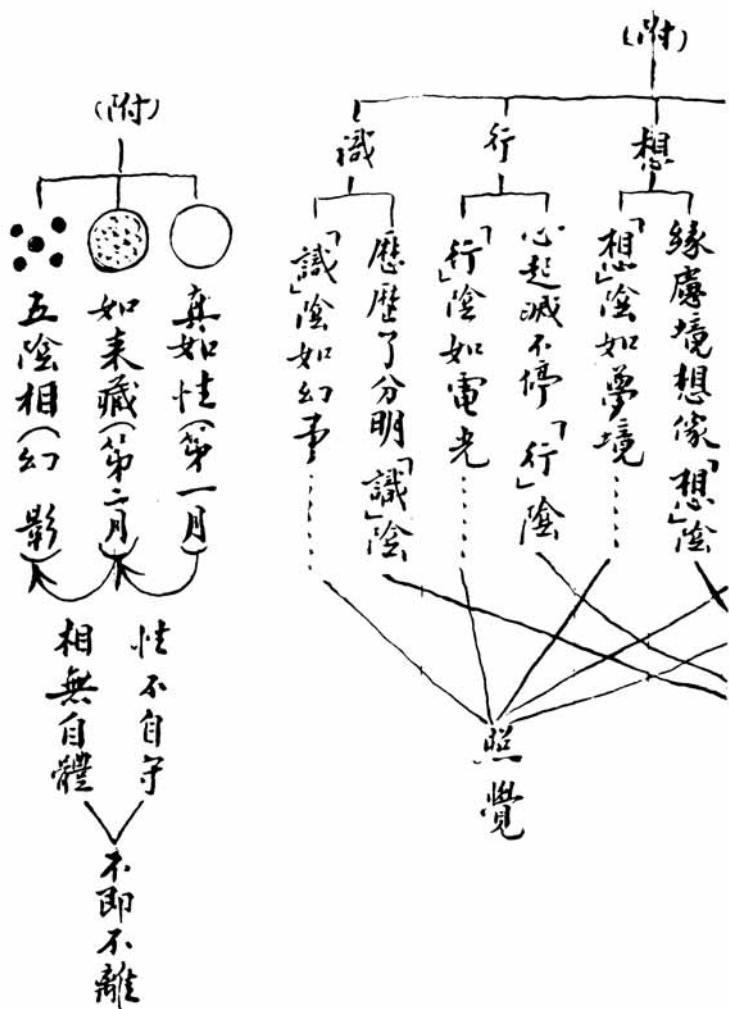 (附)
想
緣慮境想像「想」陰
「想」陰如夢境……
行
心起滅不停「行」陰
「行」陰如電光……
識
歷歷了分明「識」陰
「識」陰如幻事……
照覺
(附)
真如性(第一月)
如來藏(第二月)
五陰相(幻影)
性不自守
相無自體
不即不離